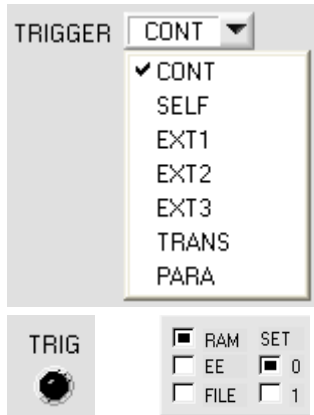 TRIGGER CONT
CONT
SELF
EXT1
EXT2
EXT3
TRANS
PARA
TRIG
RAM SET
EE 0
FILE 1